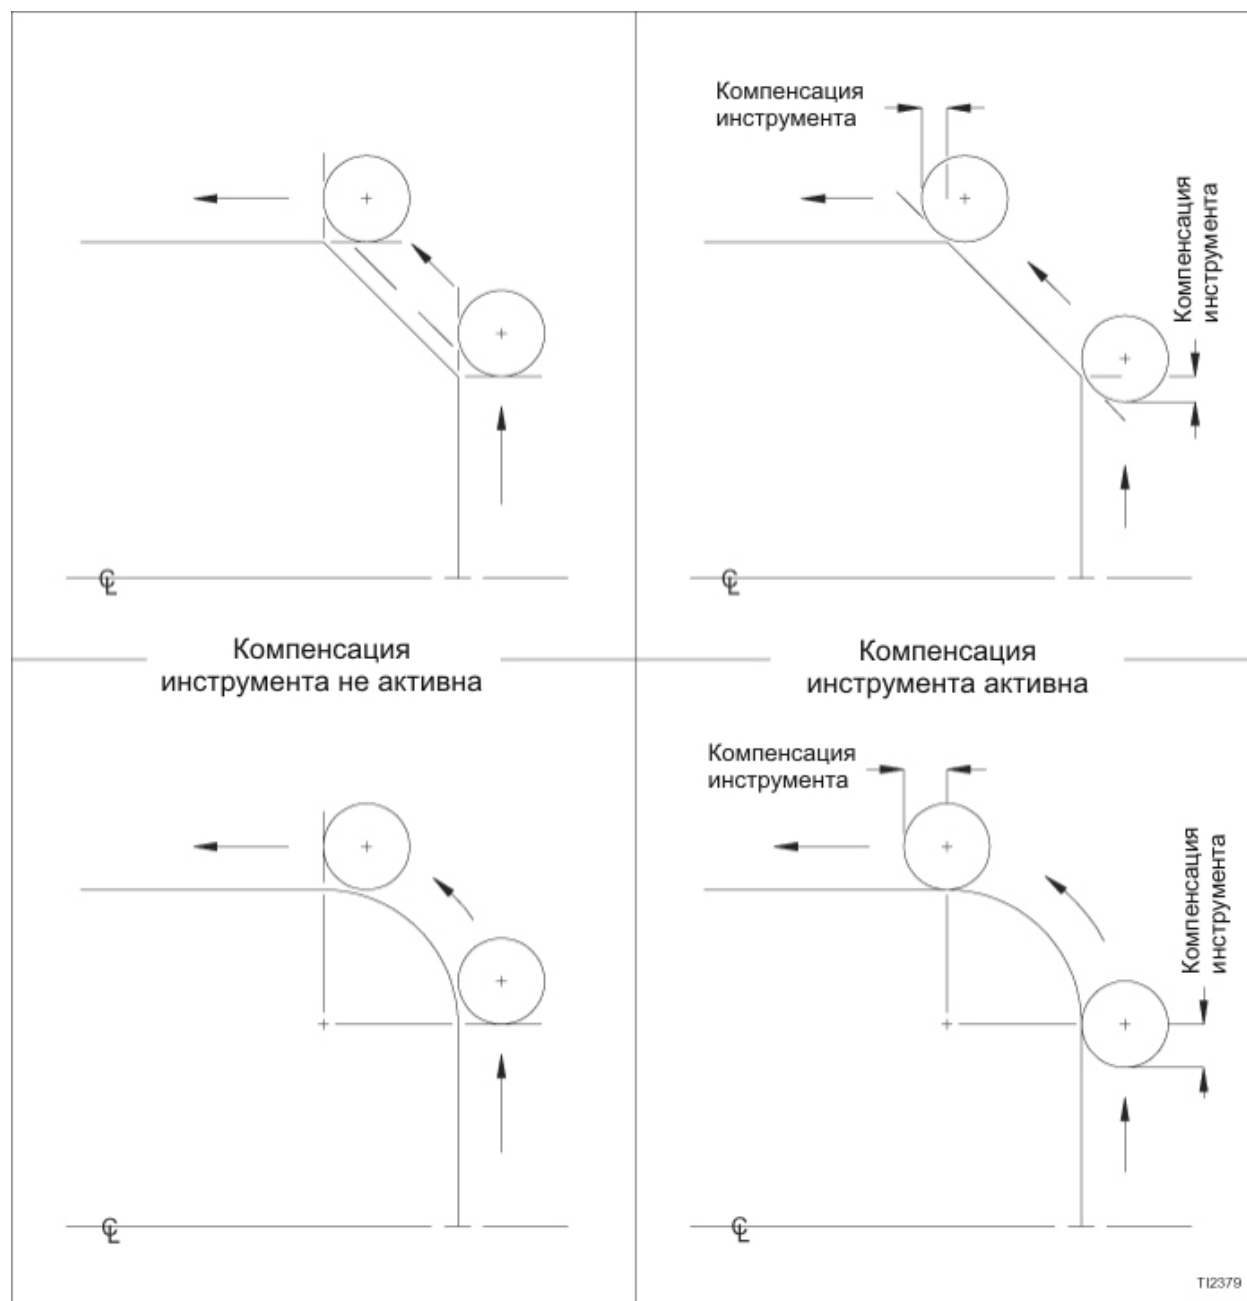 Компенсация
инструмента
Компенсация
инструмента
℄
℄
Компенсация
инструмента не активна
Компенсация
инструмента активна
Компенсация
инструмента
Компенсация
инструмента
℄
℄
TI2379